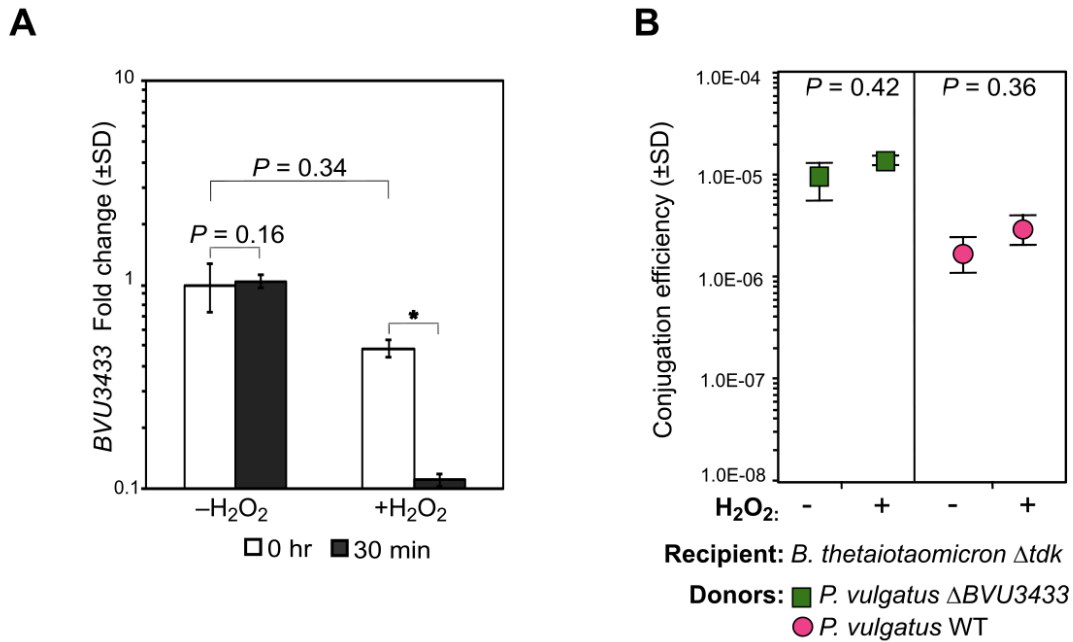 A
BVU3433 Fold change (±SD)
10
1
0.1
P = 0.34
P = 0.16
*
–H₂O₂
+H₂O₂
0 hr 30 min
B
Conjugation efficiency (±SD)
1.0E-04
1.0E-05
1.0E-06
1.0E-07
1.0E-08
P = 0.42 P = 0.36
H₂O₂: - + - +
Recipient: B. thetaiotaomicron Δtdk
Donors: P. vulgatus ΔBVU3433
P. vulgatus WT